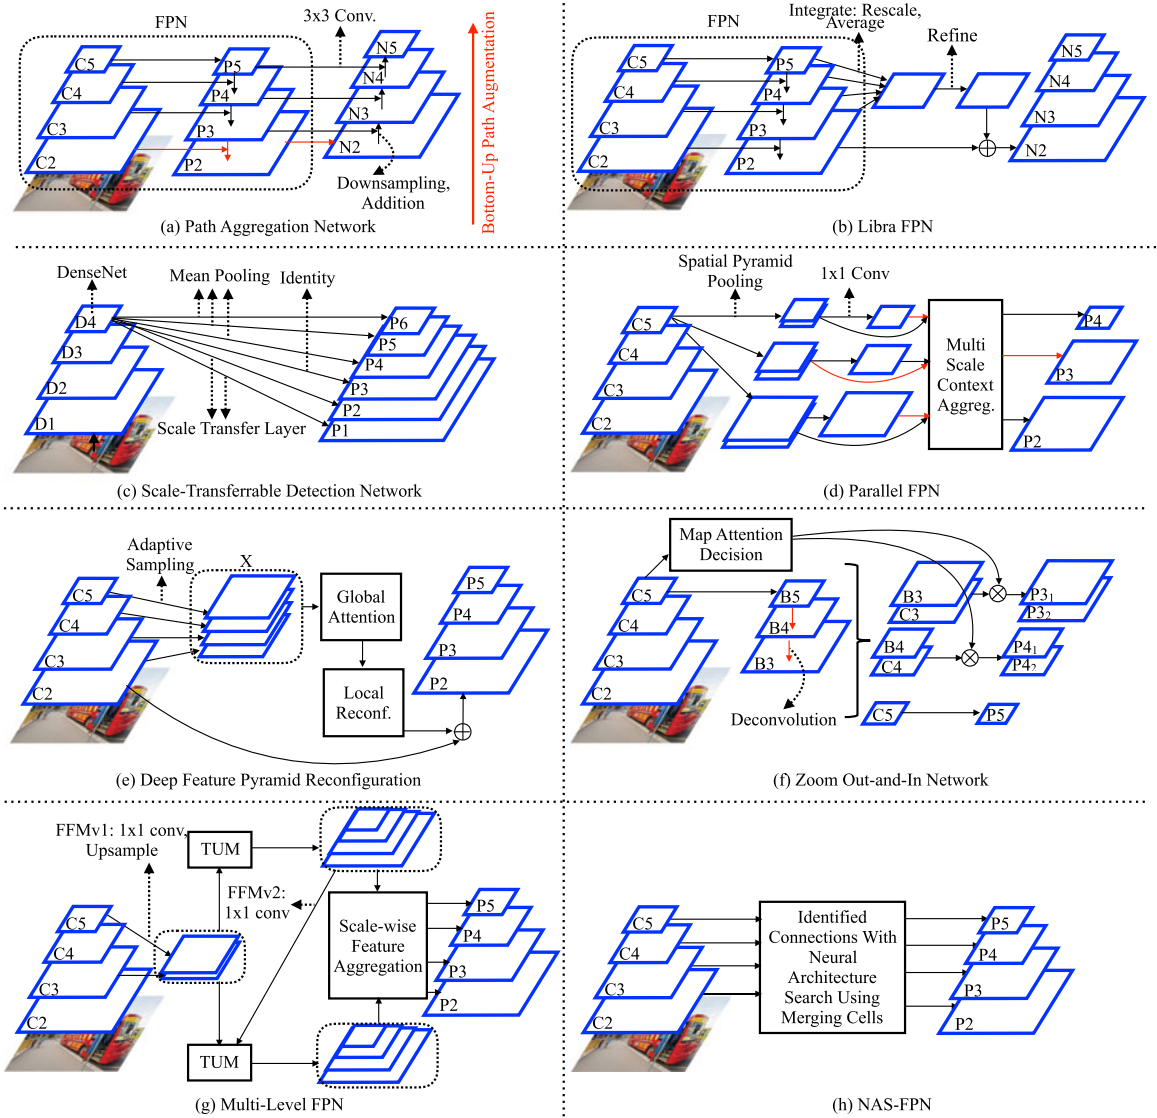 FPN
3x3 Conv.
C5
C4
C3
C2
P5
P4
P3
P2
N5
N4
N3
N2
Downsampling,
Addition
Bottom-Up Path Augmentation
(a) Path Aggregation Network
FPN
Integrate: Rescale,
Average
Refine
C5
C4
C3
C2
P5
P4
P3
P2
N5
N4
N3
N2
(b) Libra FPN
DenseNet
Mean Pooling
Identity
D4
D3
D2
D1
P6
P5
P4
P3
P2
P1
Scale Transfer Layer
(c) Scale-Transferrable Detection Network
Spatial Pyramid
Pooling
1x1 Conv
C5
C4
C3
C2
Multi
Scale
Context
Aggreg.
P4
P3
P2
(d) Parallel FPN
Adaptive
Sampling
X
C5
C4
C3
C2
Global
Attention
Local
Reconf.
P5
P4
P3
P2
(e) Deep Feature Pyramid Reconfiguration
Map Attention
Decision
C5
C4
C3
C2
B5
B4
B3
Deconvolution
B3
C3
B4
C4
C5
P3₁
P3₂
P4₁
P4₂
P5
(f) Zoom Out-and-In Network
FFMv1: 1x1 conv,
Upsample
TUM
FFMv2:
1x1 conv
C5
C4
C3
C2
Scale-wise
Feature
Aggregation
P5
P4
P3
P2
TUM
(g) Multi-Level FPN
C5
C4
C3
C2
Identified
Connections With
Neural
Architecture
Search Using
Merging Cells
P5
P4
P3
P2
(h) NAS-FPN